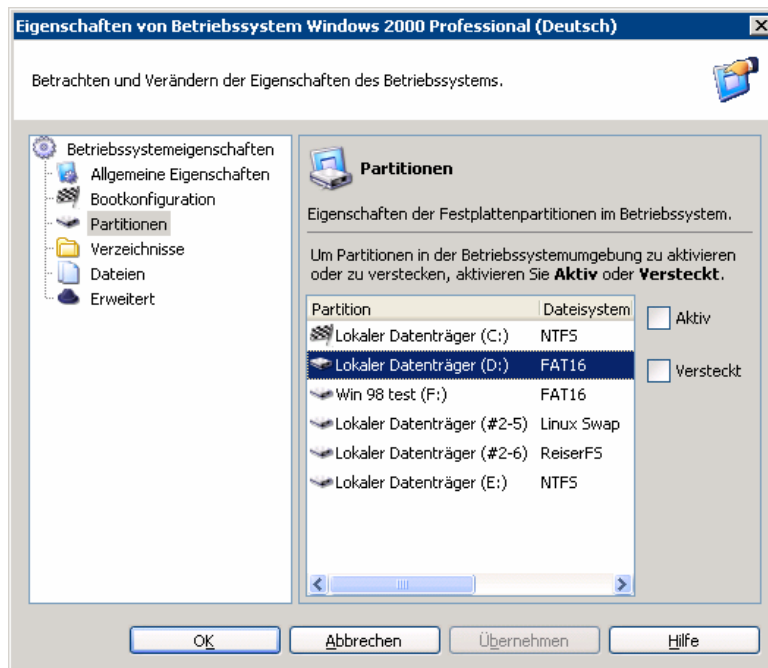 Eigenschaften von Betriebssystem Windows 2000 Professional (Deutsch)
Betrachten und Verändern der Eigenschaften des Betriebssystems.
Betriebssystemeigenschaften
Allgemeine Eigenschaften
Bootkonfiguration
Partitionen
Verzeichnisse
Dateien
Erweitert
Partitionen
Eigenschaften der Festplattenpartitionen im Betriebssystem.
Um Partitionen in der Betriebssystemumgebung zu aktivieren
oder zu verstecken, aktivieren Sie Aktiv oder Versteckt.
Partition Dateisystem
Lokaler Datenträger (C:) NTFS
Lokaler Datenträger (D:) FAT16
Win 98 test (F:) FAT16
Lokaler Datenträger (#2-5) Linux Swap
Lokaler Datenträger (#2-6) ReiserFS
Lokaler Datenträger (E:) NTFS
Aktiv
Versteckt
OK Abbrechen Übernehmen Hilfe